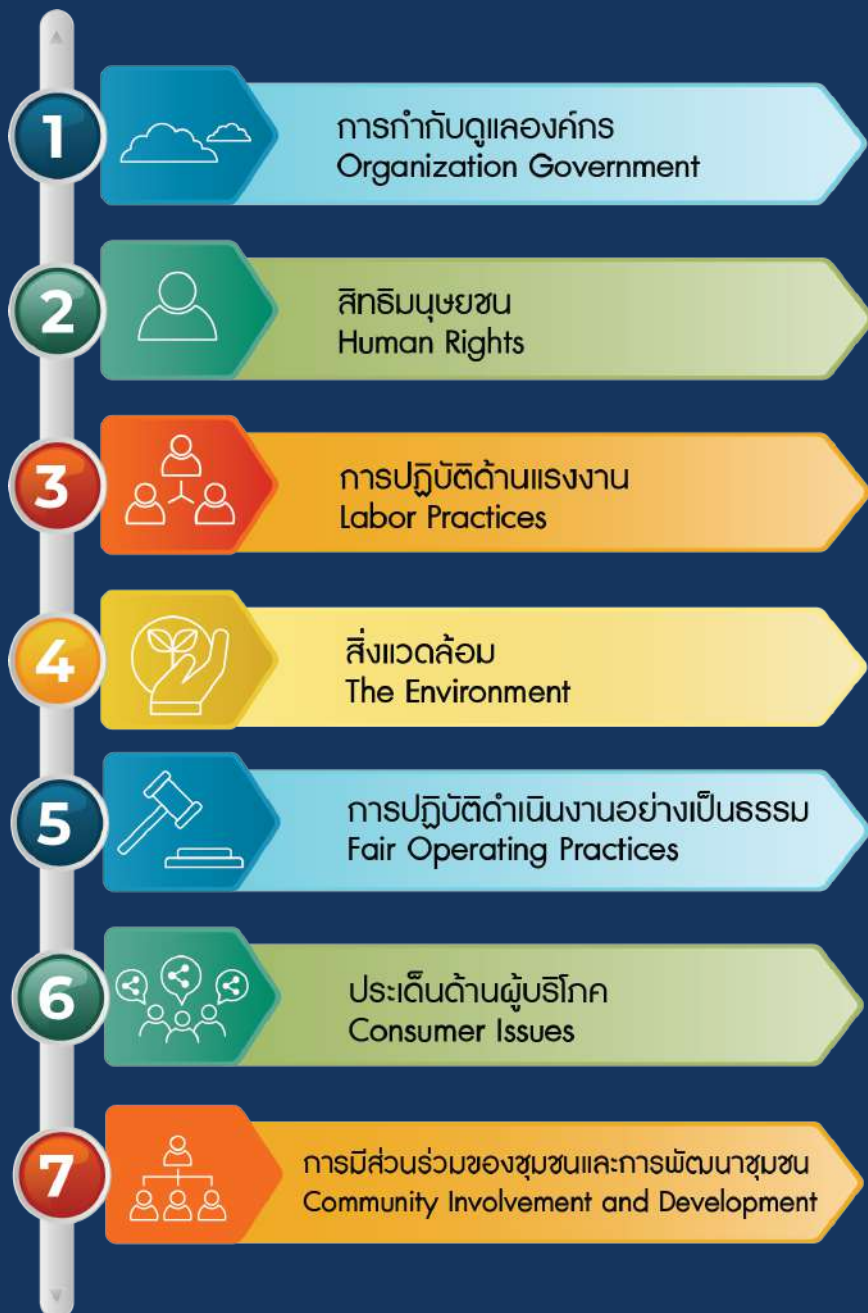 1
การกำกับดูแลองค์กร
Organization Government
2
สิทธิมนุษยชน
Human Rights
3
การปฏิบัติด้านแรงงาน
Labor Practices
4
สิ่งแวดล้อม
The Environment
5
การปฏิบัติดำเนินงานอย่างเป็นธรรม
Fair Operating Practices
6
ประเด็นด้านผู้บริโภค
Consumer Issues
7
การมีส่วนร่วมของชุมชนและการพัฒนาชุมชน
Community Involvement and Development